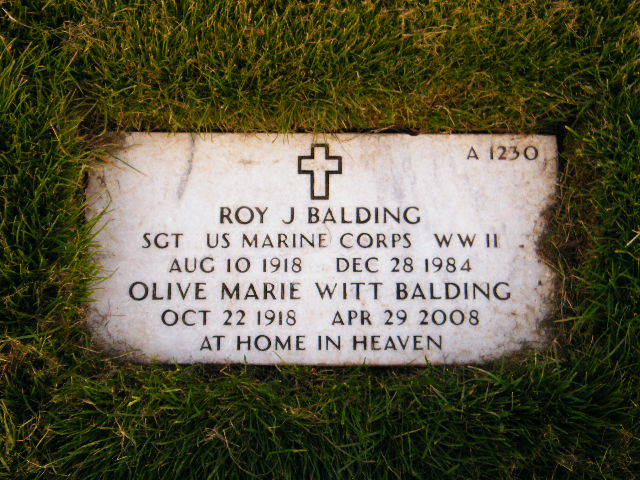 A 1230
ROY J BALDING
SGT US MARINE CORPS WW II
AUG 10 1918 DEC 28 1984
OLIVE MARIE WITT BALDING
OCT 22 1918 APR 29 2008
AT HOME IN HEAVEN